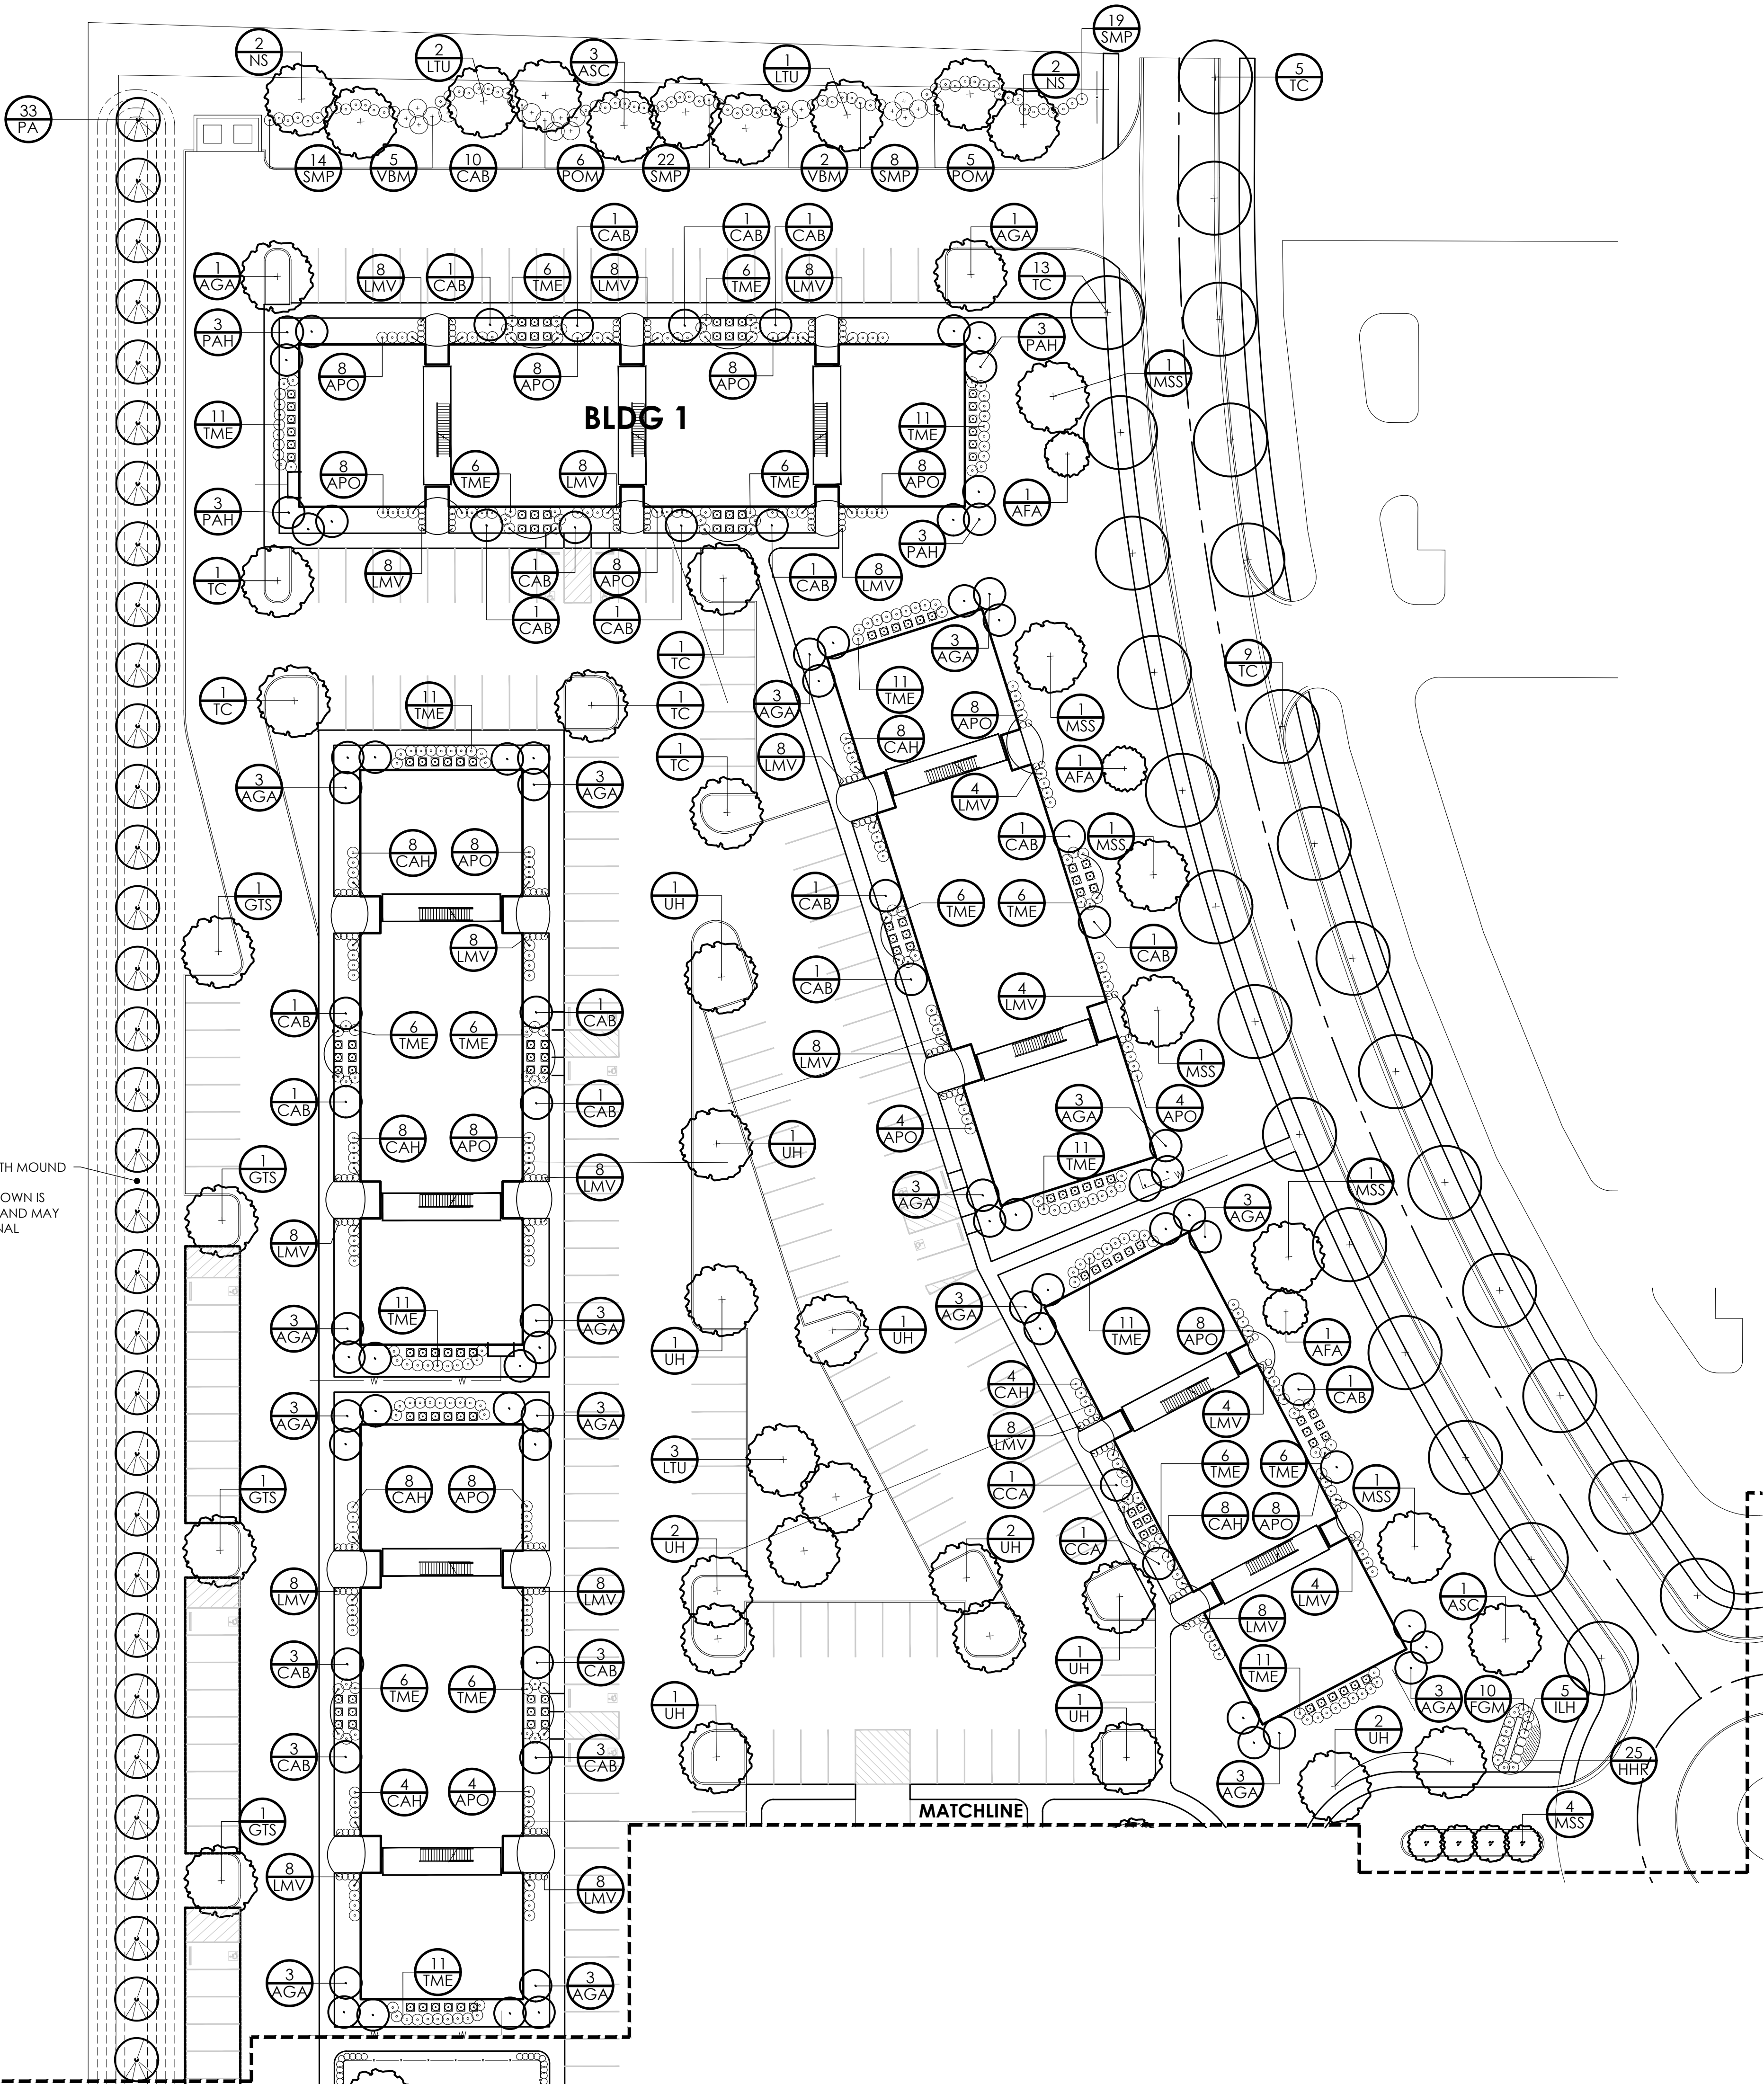 19
SMP
2
NS
2
LTU
3
ASC
1
LTU
2
NS
5
TC
33
PA
14
SMP
5
VBM
10
CAB
6
POM
22
SMP
2
VBM
8
SMP
5
POM
1
CAB
1
CAB
1
CAB
1
AGA
1
AGA
8
LMV
1
CAB
6
TME
8
LMV
6
TME
8
LMV
13
TC
3
PAH
3
PAH
8
APO
8
APO
8
APO
1
MSS
BLDG 1
11
TME
11
TME
8
APO
6
TME
8
LMV
6
TME
8
APO
1
AFA
3
PAH
3
PAH
1
TC
8
LMV
1
CAB
8
APO
1
CAB
8
LMV
1
CAB
1
CAB
1
TC
3
AGA
9
TC
1
TC
11
TME
1
TC
3
AGA
11
TME
8
APO
1
MSS
1
TC
8
LMV
8
CAH
1
AFA
3
AGA
3
AGA
4
LMV
8
CAH
8
APO
1
CAB
1
MSS
1
GTS
1
UH
1
CAB
6
TME
6
TME
8
LMV
1
CAB
1
CAB
4
LMV
1
CAB
1
CAB
6
TME
6
TME
8
LMV
1
MSS
1
CAB
1
CAB
3
AGA
4
APO
8
CAH
8
APO
1
UH
4
APO
11
TME
TH MOUND
1
GTS
8
LMV
1
MSS
OWN IS
AND MAY
NAL
3
AGA
3
AGA
W
8
LMV
11
TME
3
AGA
3
AGA
3
AGA
1
UH
1
UH
11
TME
8
APO
1
AFA
W
W
4
CAH
1
CAB
3
AGA
3
AGA
4
LMV
8
LMV
3
LTU
6
TME
6
TME
1
GTS
8
CAH
8
APO
1
CCA
1
MSS
8
CAH
8
APO
2
UH
2
UH
1
CCA
8
LMV
8
LMV
4
LMV
1
ASC
8
LMV
3
CAB
3
CAB
1
UH
11
TME
6
TME
6
TME
1
UH
1
UH
3
AGA
10
FGM
5
ILH
2
UH
3
CAB
3
CAB
25
HHR
4
CAH
4
APO
3
AGA
1
GTS
MATCHLINE
4
MSS
8
LMV
8
LMV
11
TME
3
AGA
3
AGA
W
W